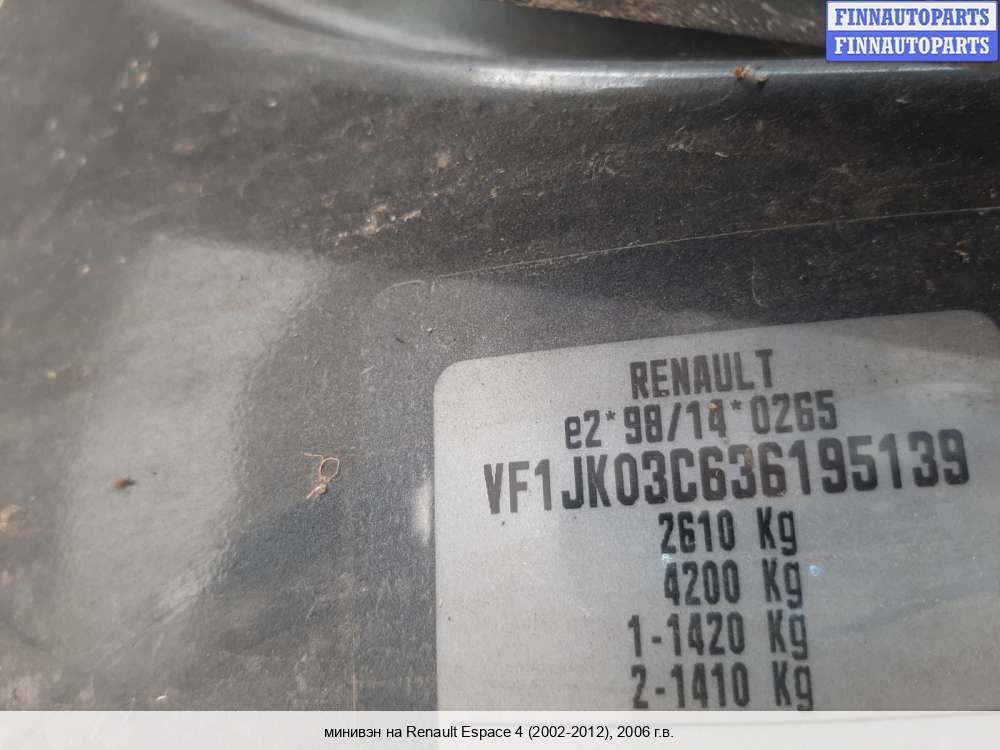 FINNAUTOPARTS
FINNAUTOPARTS
RENAULT
e2*98/14*0265
VF1JK03C636195139
2610 Kg
4200 Kg
1-1420 Kg
2-1410 Kg
минивэн на Renault Espace 4 (2002-2012), 2006 г.в.